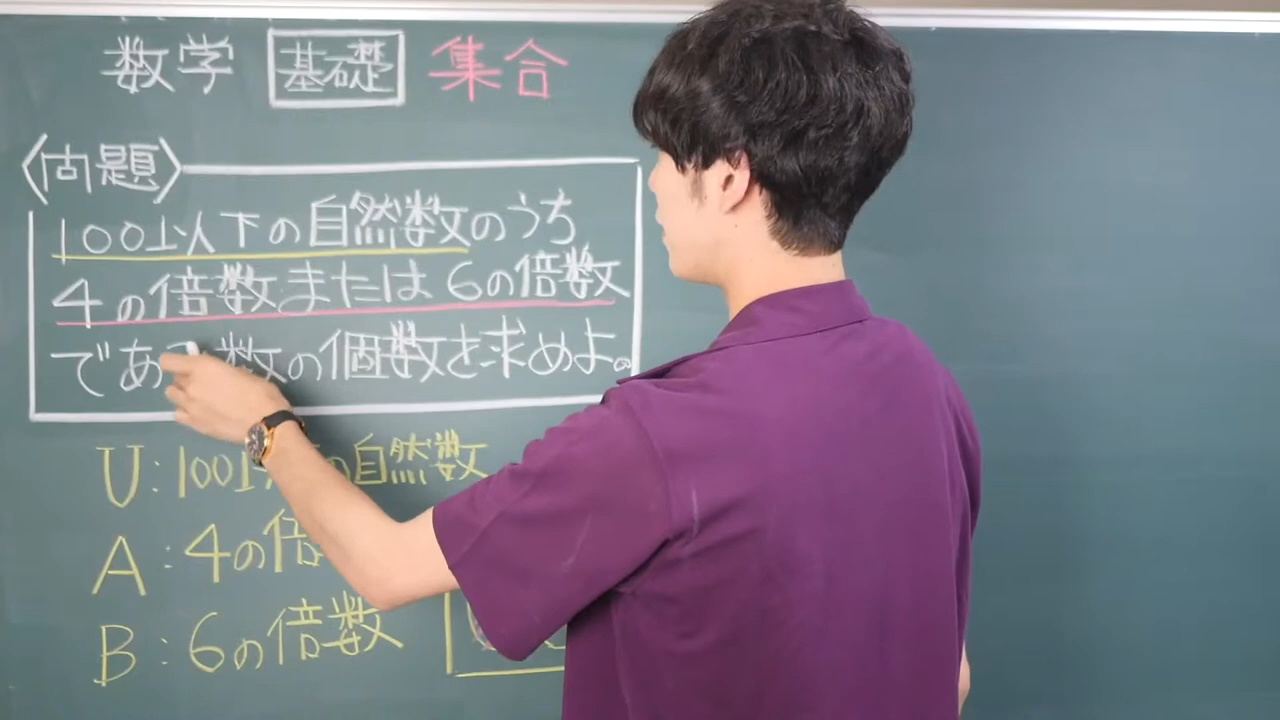 数学 基礎 集合
〈問題〉
100以下の自然数のうち
4の倍数または6の倍数
である数の個数を求めよ。
U:100以の自然数
A:4の倍
B:6の倍数